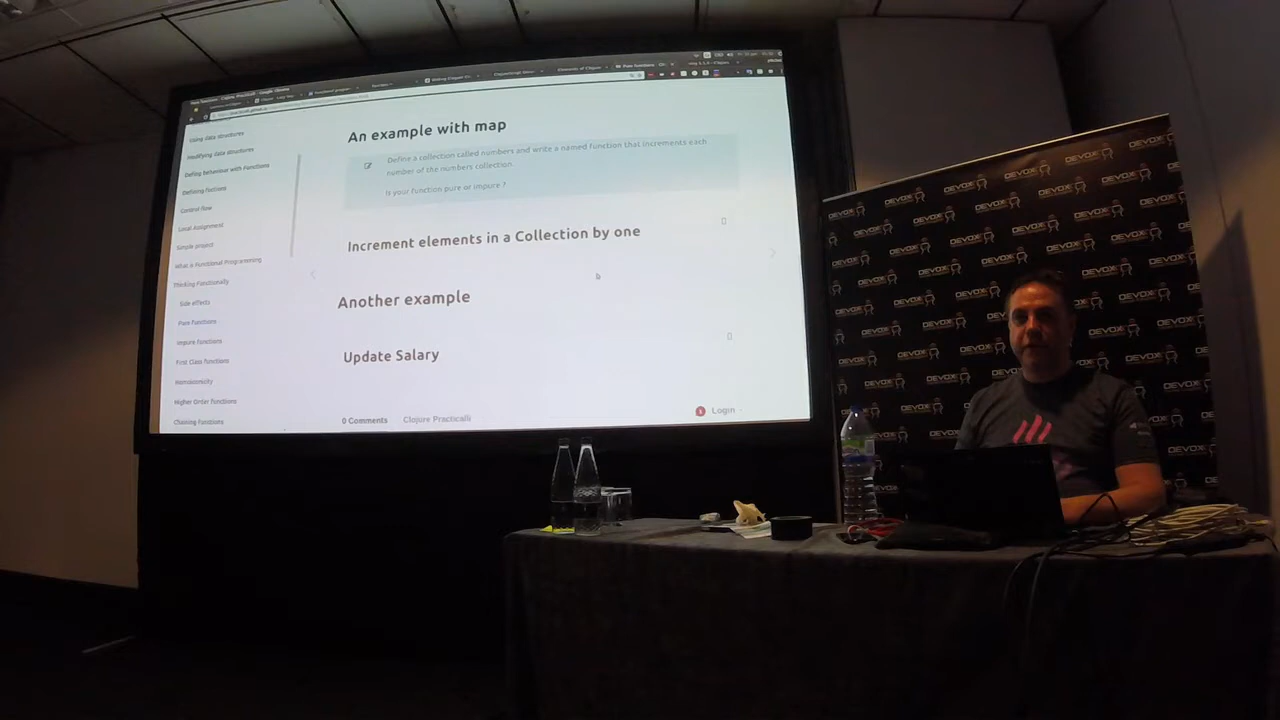 Using data structures
Modifying data structures
Defing behaviour with Functions
Defining functions
Control flow
Local Assignment
Simple project
What is Functional Programming
Thinking Functionally
Side effects
Pure Functions
Impure functions
First Class functions
Homoiconicity
Higher Order functions
Chaining Functions
An example with map
Define a collection called numbers and write a named function that increments each
number of the numbers collection.
Is your function pure or impure ?
Increment elements in a Collection by one
Another example
Update Salary
0 Comments Clojure Practicalli
Login
DEVOXX